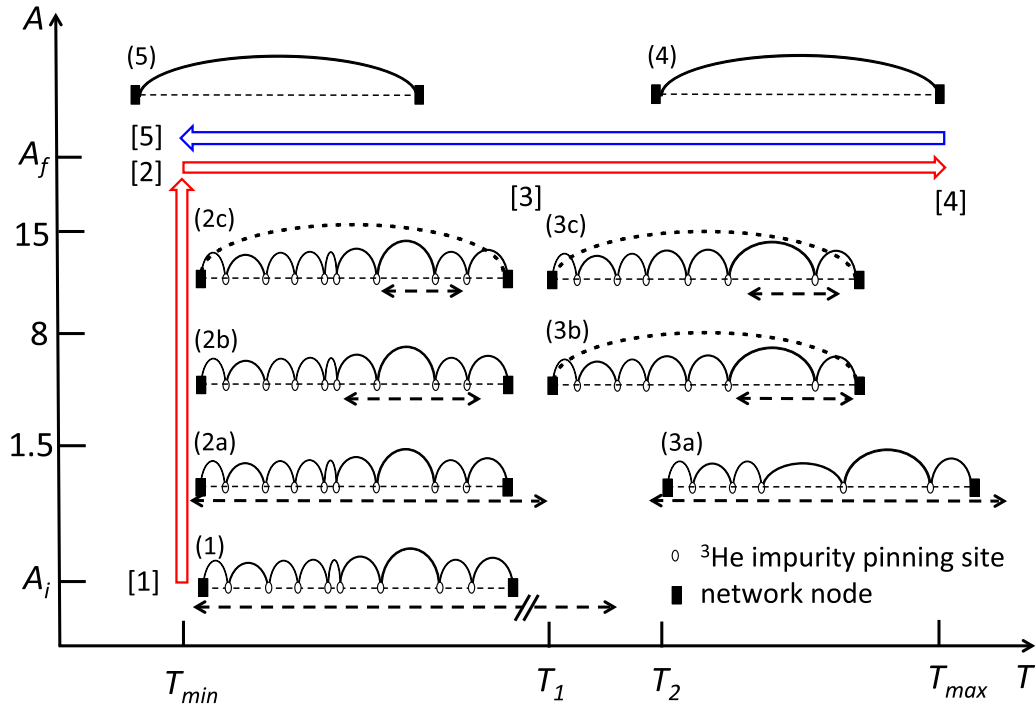 A
(5)
(4)
[5]
A_f
[2]
[3]
[4]
15
(2c)
(3c)
8
(2b)
(3b)
1.5
(2a)
(3a)
(1)
³He impurity pinning site
A_i
[1]
network node
T_min
T_1
T_2
T_max
T